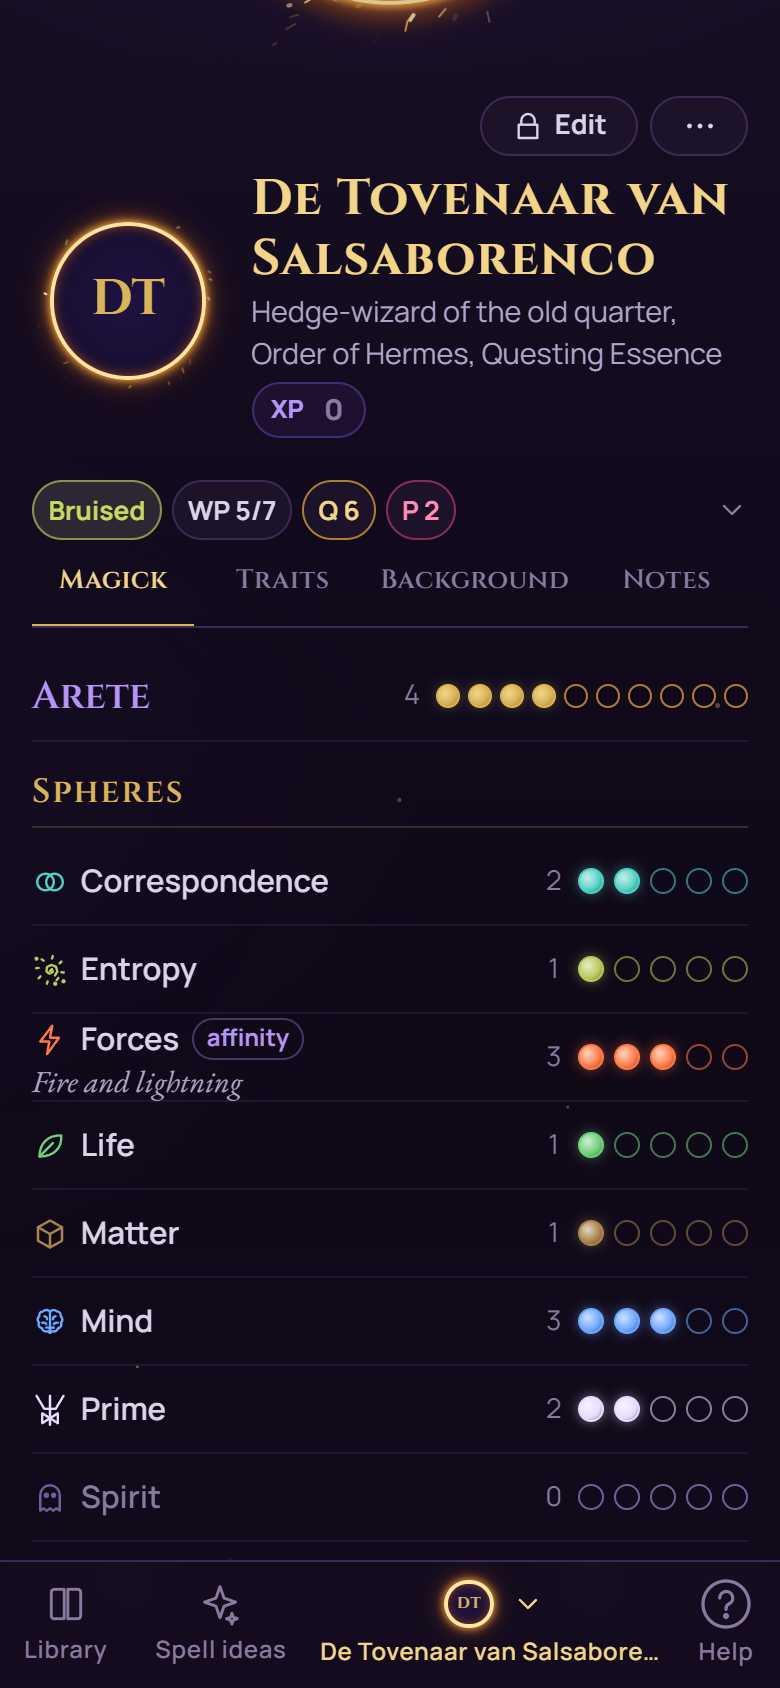 Edit
...
De Tovenaar van
Salsaborenco
DT
Hedge-wizard of the old quarter,
Order of Hermes, Questing Essence
XP 0
Bruised WP 5/7 Q 6 P 2
Magick Traits Background Notes
Arete 4
Spheres
Correspondence 2
Entropy 1
Forces affinity 3
Fire and lightning
Life 1
Matter 1
Mind 3
Prime 2
Spirit 0
DT
Library Spell ideas De Tovenaar van Salsabore... Help